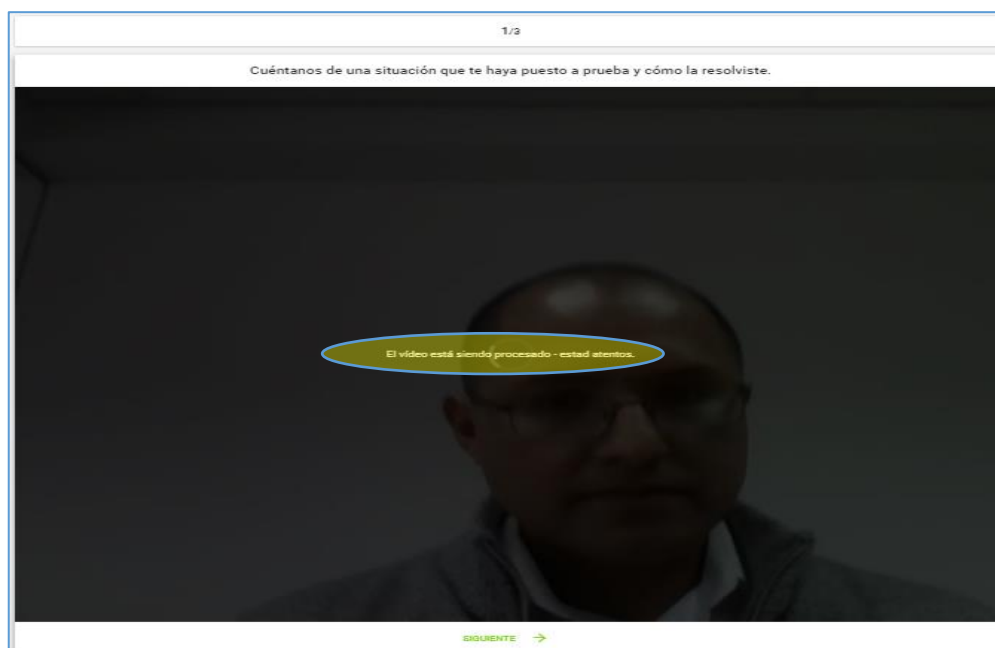 1/3
Cuéntanos de una situación que te haya puesto a prueba y cómo la resolviste.
El vídeo está siendo procesado - estad atentos.
SIGUIENTE →